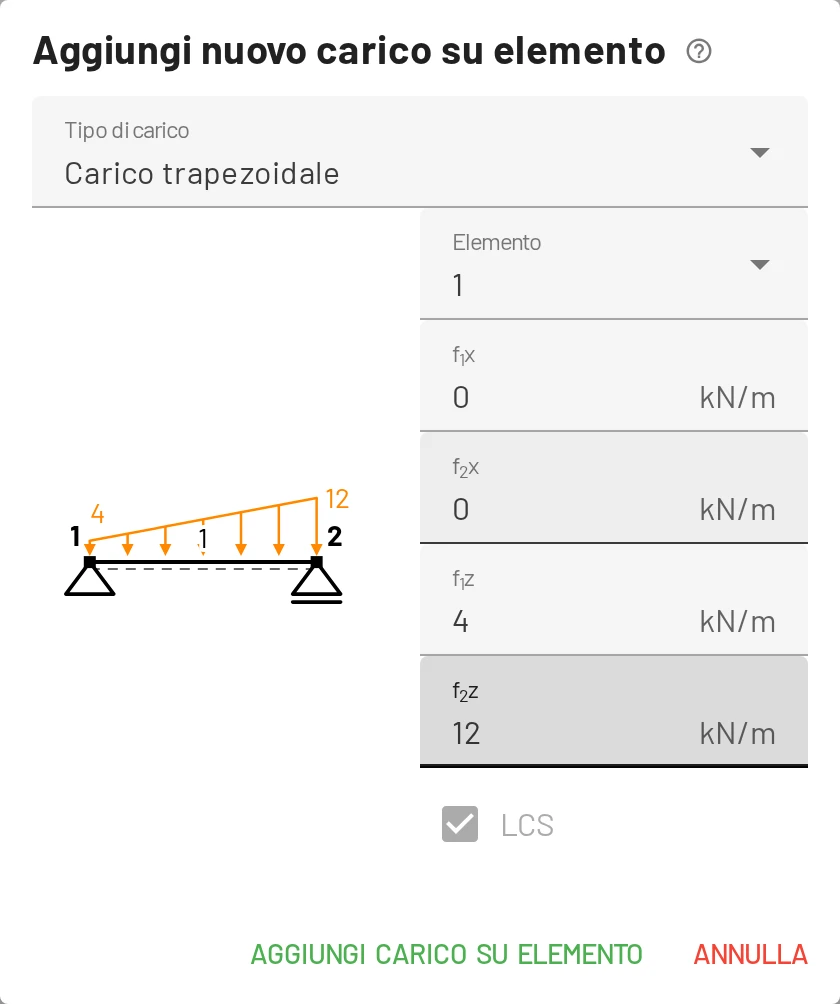 Aggiungi nuovo carico su elemento
Tipo di carico
Carico trapezoidale
Elemento
1
f₁x
0 kN/m
f₂x
0 kN/m
4 12
1 1 2
f₁z
4 kN/m
f₂z
12 kN/m
LCS
AGGIUNGI CARICO SU ELEMENTO ANNULLA